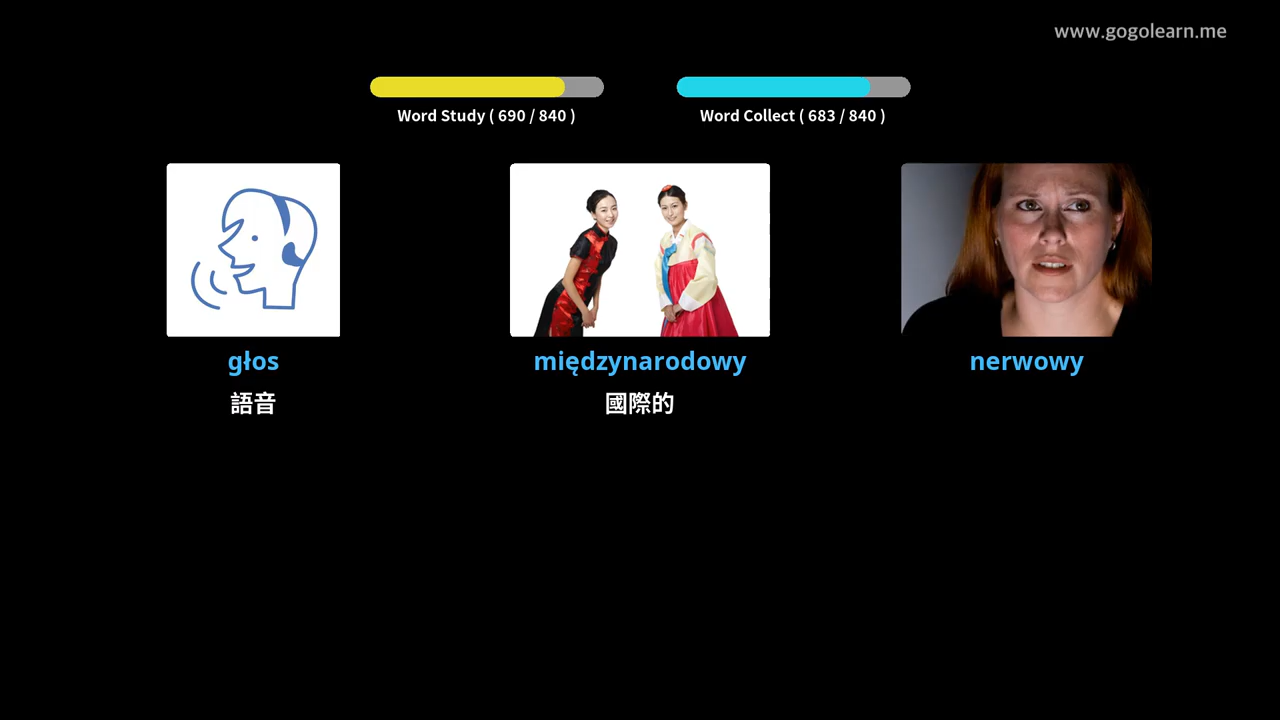 www.gogolearn.me
Word Study ( 690 / 840 )
Word Collect ( 683 / 840 )
głos
międzynarodowy
nerwowy
語音
國際的